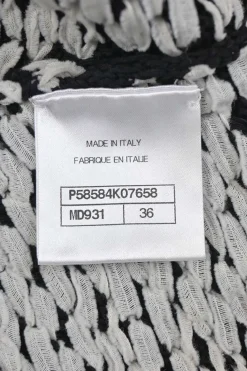 MADE IN ITALY
FABRIQUE EN ITALIE
P58584K07658
MD931 36